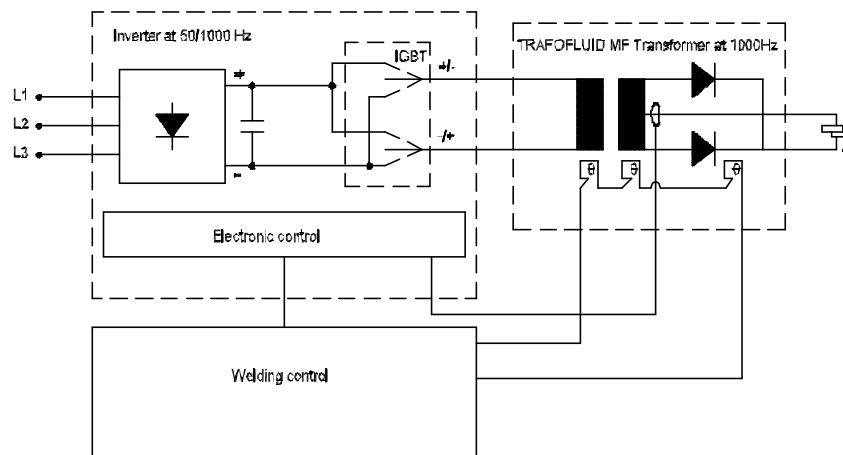 Inverter at 50/1000 Hz
TRAFOFLUID MF Transformer at 1000Hz
IGBT
+/-
+
L1
L2
L3
-/+
-
θ θ θ
Electronic control
Welding control